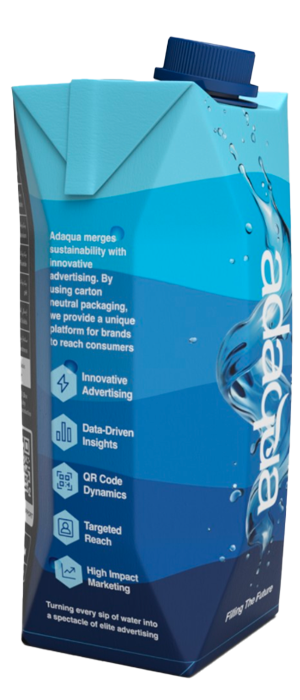 Adaqua merges
sustainability with
innovative
advertising. By
using carton
neutral packaging,
we provide a unique
platform for brands
to reach consumers
Innovative
Advertising
Data-Driven
Insights
QR Code
Dynamics
Targeted
Reach
High Impact
Marketing
Turning every sip of water into
a spectacle of elite advertising
adaqua
Filling The Future